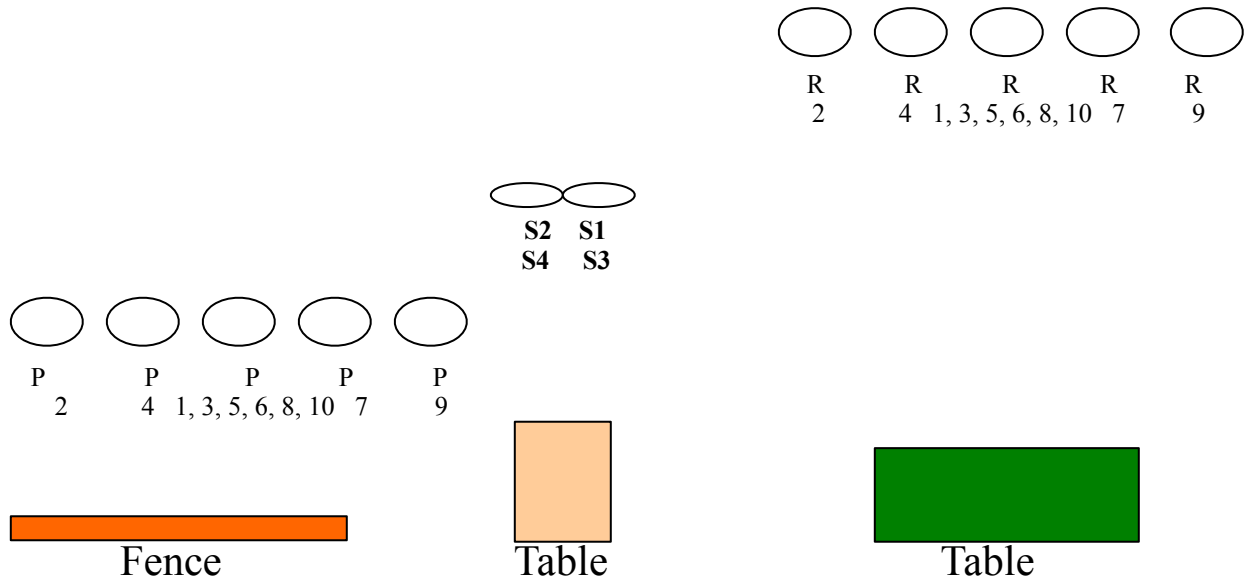 R R R R R
2 4 1, 3, 5, 6, 8, 10 7 9
S2 S1
S4 S3
P P P P P
2 4 1, 3, 5, 6, 8, 10 7 9
Fence Table Table